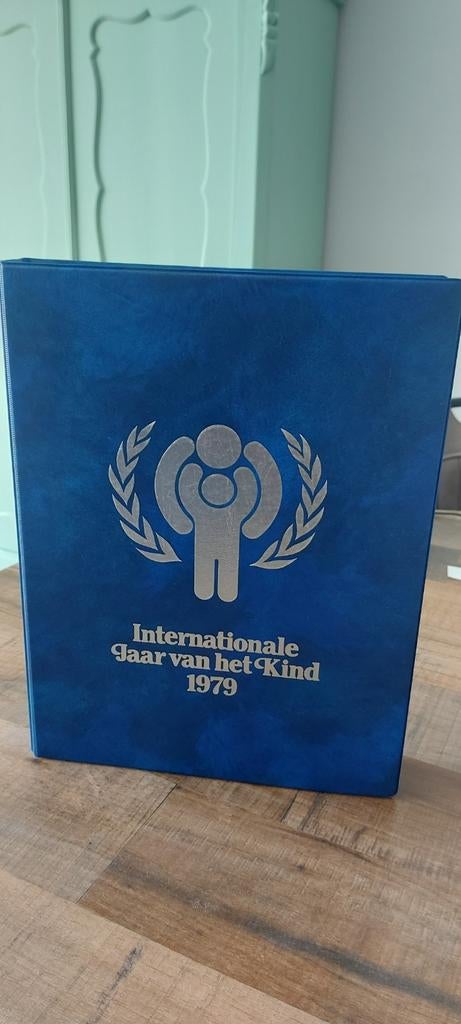 Internationale
Jaar van het Kind
1979